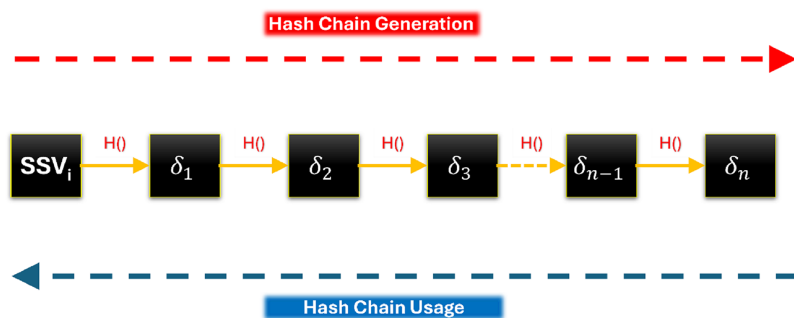 Hash Chain Generation
H() H() H() H() H()
SSVᵢ δ₁ δ₂ δ₃ δₙ₋₁ δₙ
Hash Chain Usage